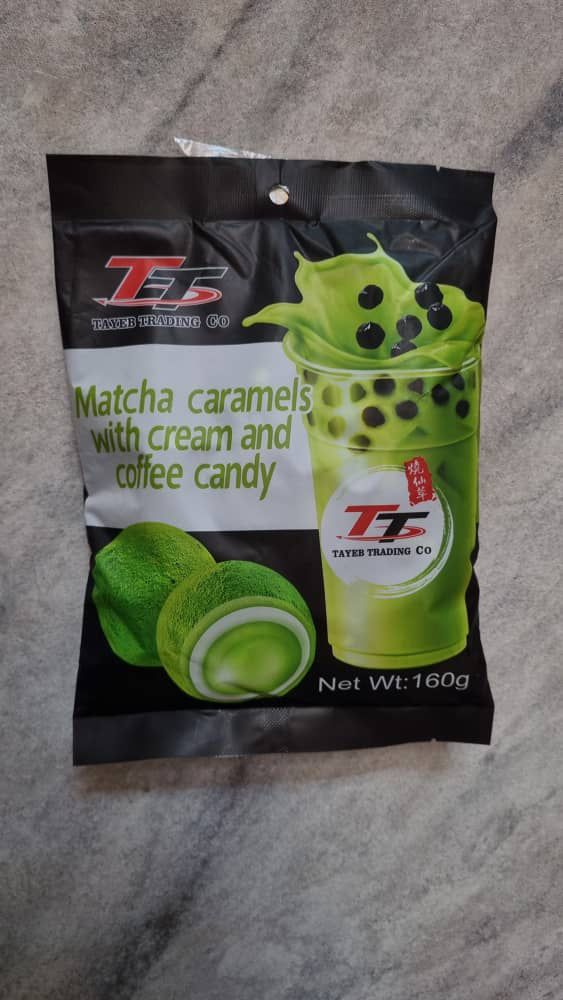 TT
TAYEB TRADING CO
Matcha caramels
with cream and
coffee candy
燒仙草
TT
TAYEB TRADING CO
Net Wt:160g